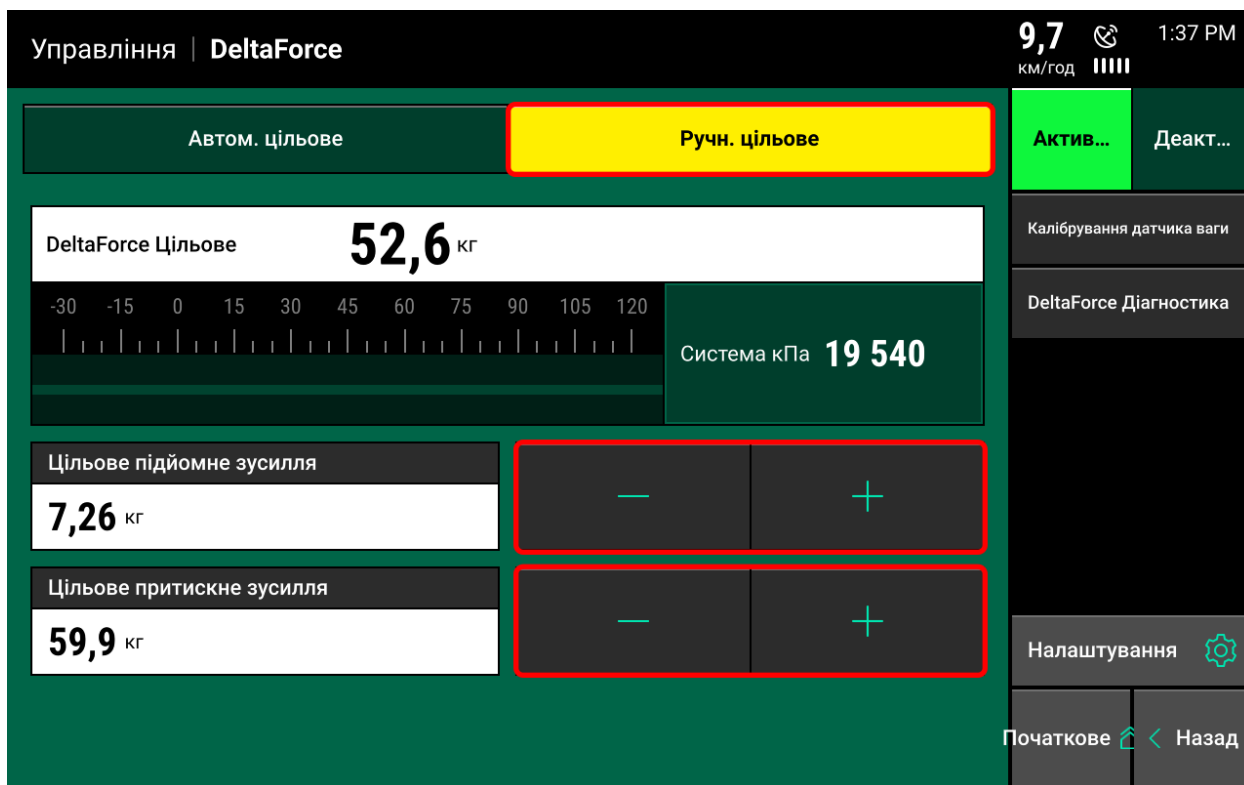 Управління | DeltaForce
9,7
км/год
1:37 PM
Автом. цільове
Ручн. цільове
Актив...
Деакт...
DeltaForce Цільове 52,6 кг
Калібрування датчика ваги
-30 -15 0 15 30 45 60 75 90 105 120
Система кПа 19 540
DeltaForce Діагностика
Цільове підйомне зусилля
7,26 кг
— +
Цільове притискне зусилля
59,9 кг
— +
Налаштування
Початкове
< Назад